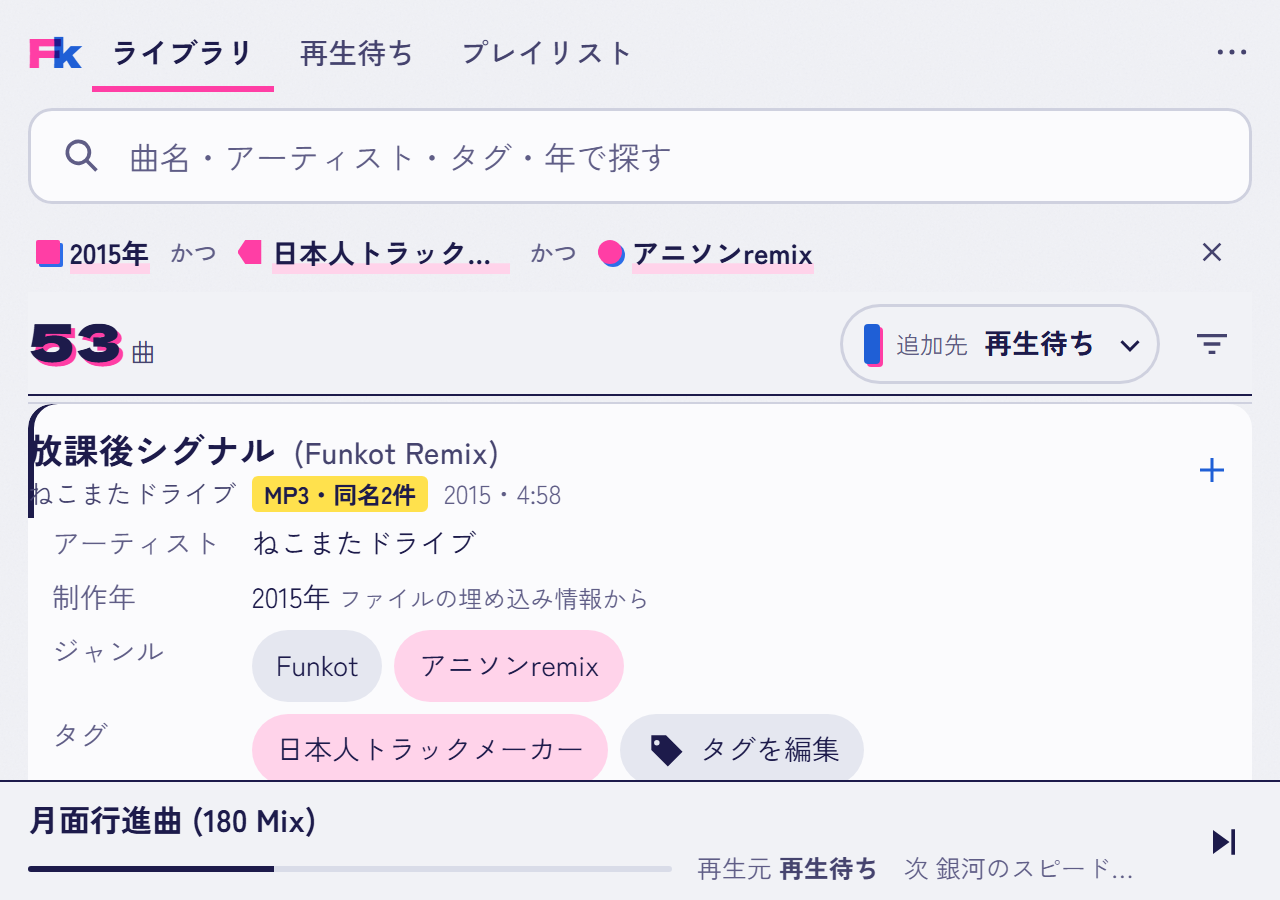 Fk ライブラリ 再生待ち プレイリスト
曲名・アーティスト・タグ・年で探す
2015年 かつ 日本人トラック... かつ アニソンremix
53 曲 追加先 再生待ち
放課後シグナル (Funkot Remix)
ねこまたドライブ MP3・同名2件 2015・4:58
アーティスト ねこまたドライブ
制作年 2015年 ファイルの埋め込み情報から
ジャンル Funkot アニソンremix
タグ 日本人トラックメーカー タグを編集
月面行進曲 (180 Mix)
再生元 再生待ち 次 銀河のスピード...